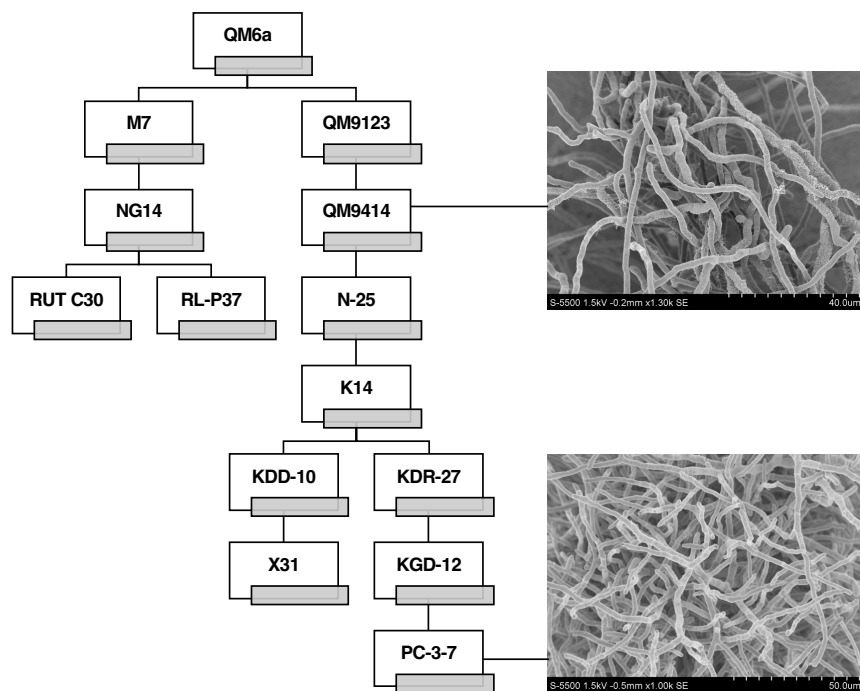 QM6a
M7
QM9123
NG14
QM9414
RUT C30
RL-P37
N-25
K14
KDD-10
KDR-27
X31
KGD-12
PC-3-7
S-5500 1.5kV -0.2mm x1.30k SE
40.0um
S-5500 1.5kV -0.5mm x1.00k SE
50.0um